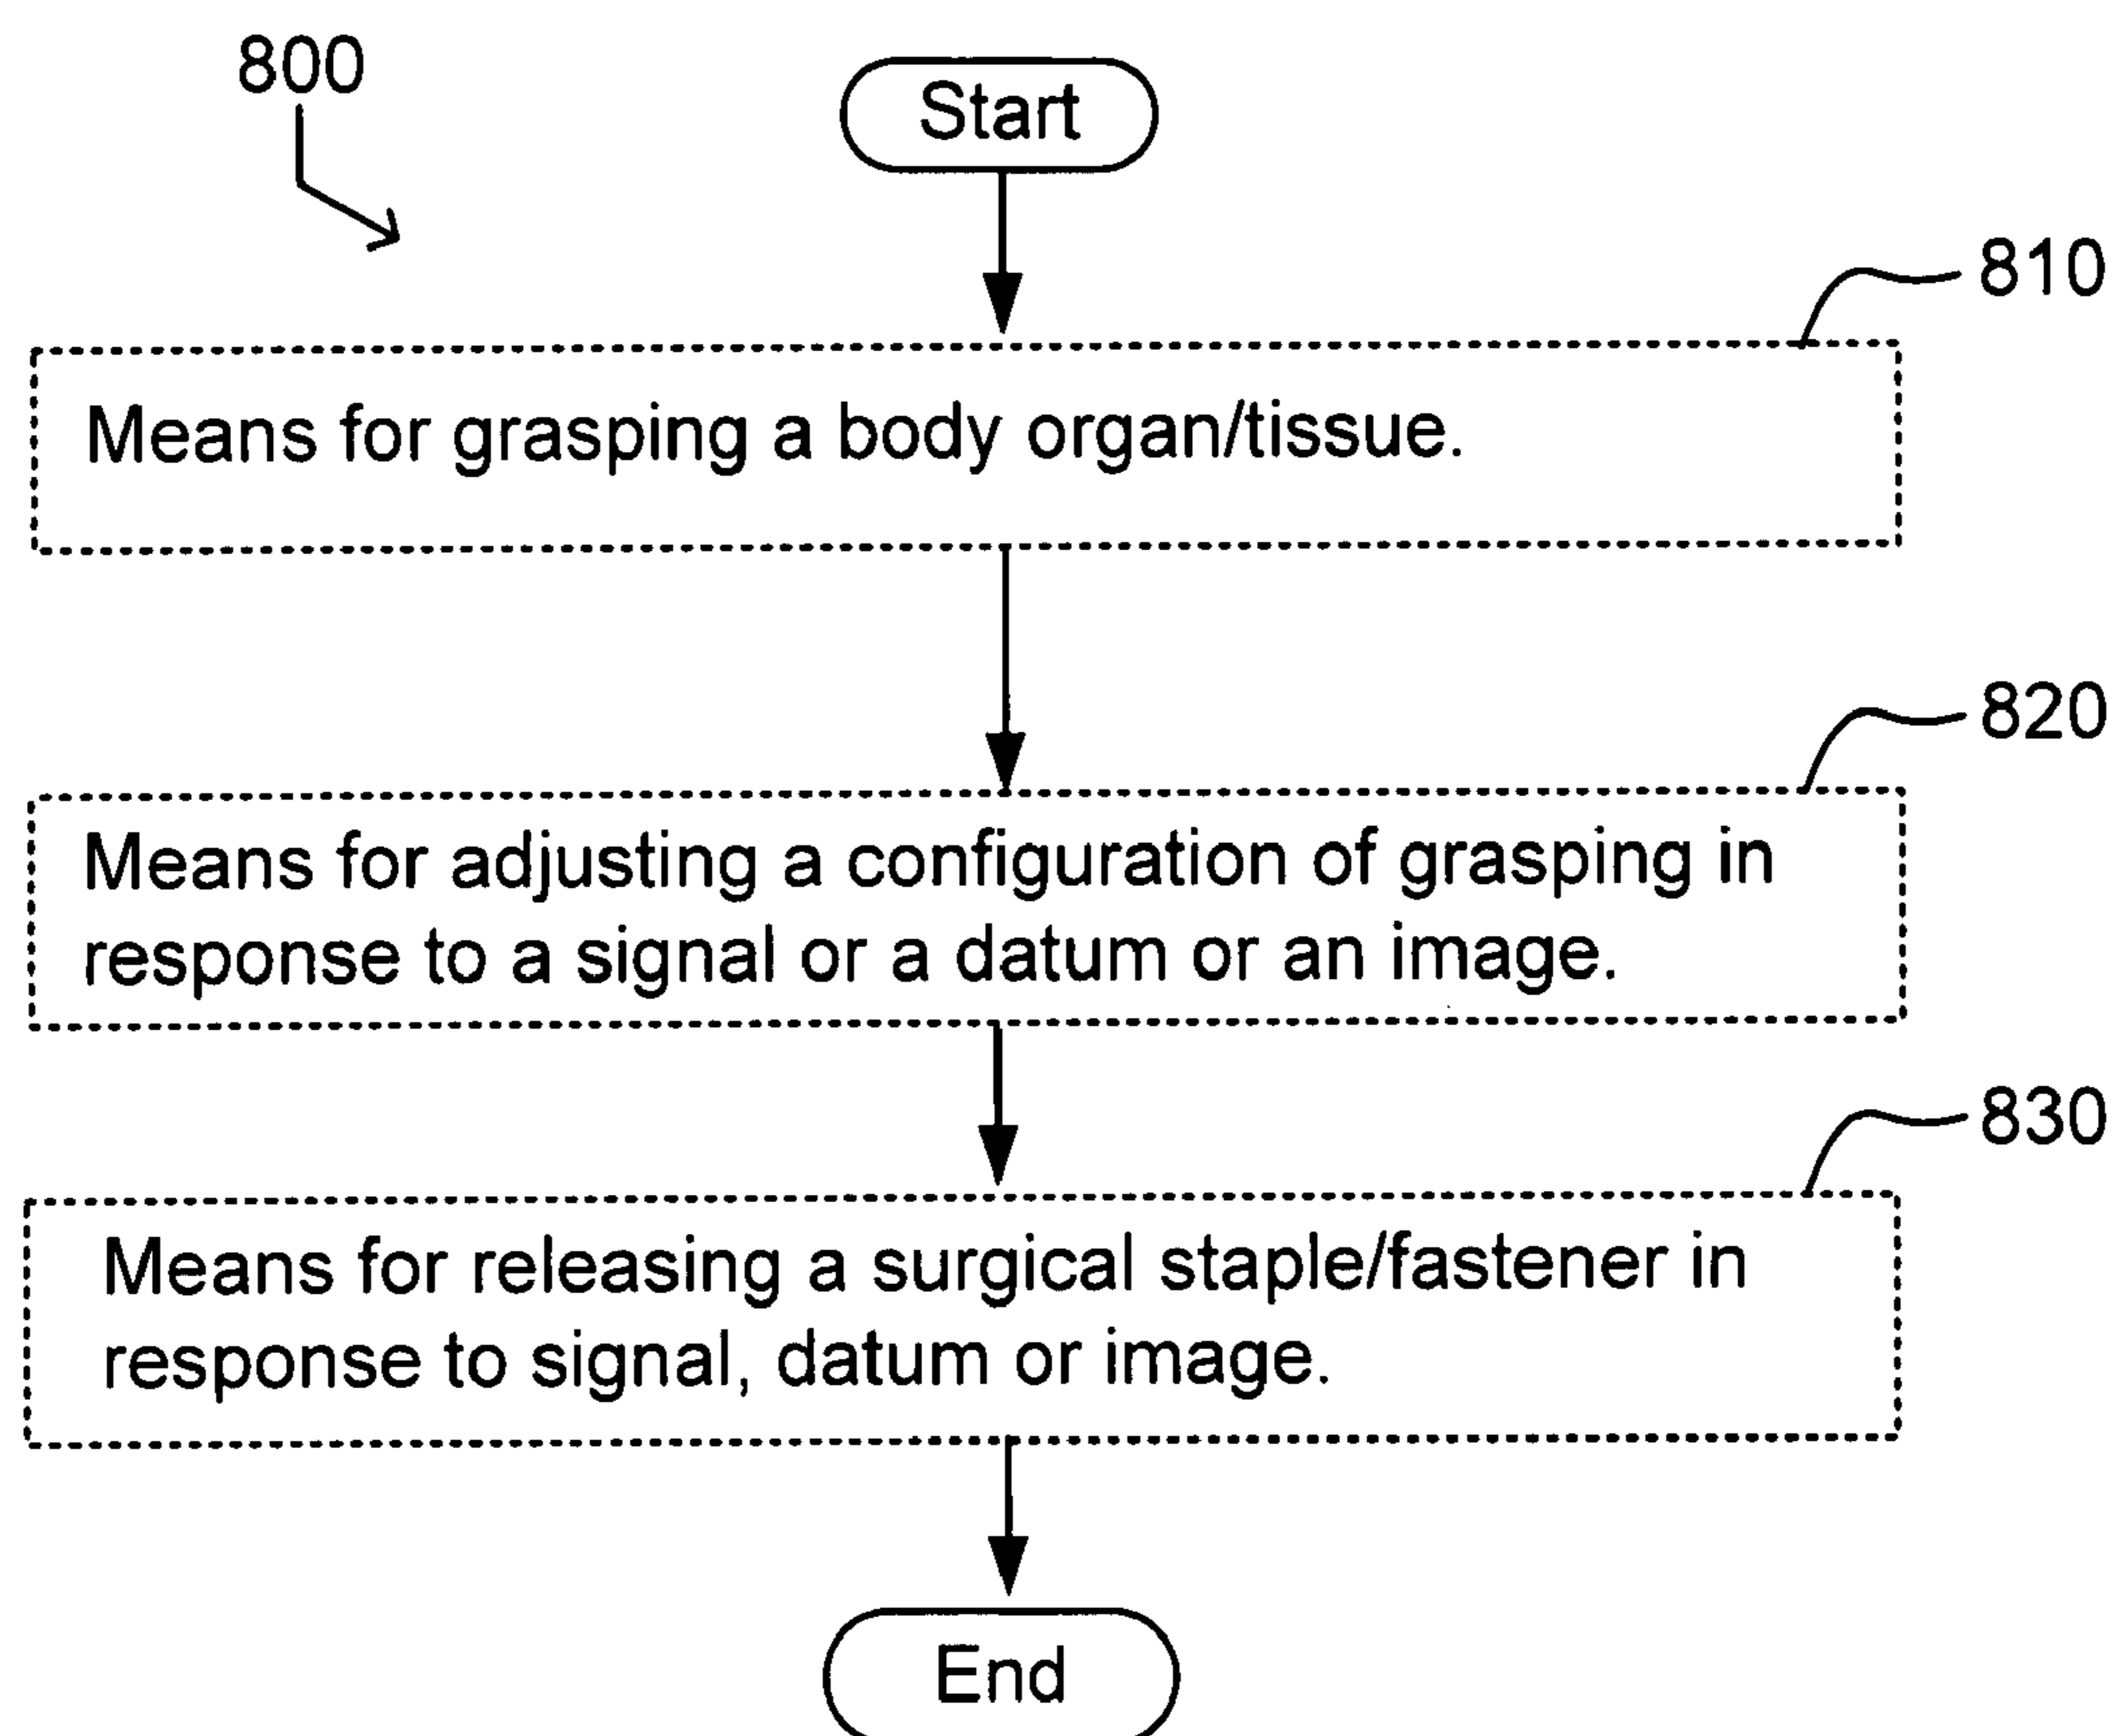 800
Start
810
Means for grasping a body organ/tissue.
820
Means for adjusting a configuration of grasping in
response to a signal or a datum or an image.
830
Means for releasing a surgical staple/fastener in
response to signal, datum or image.
End